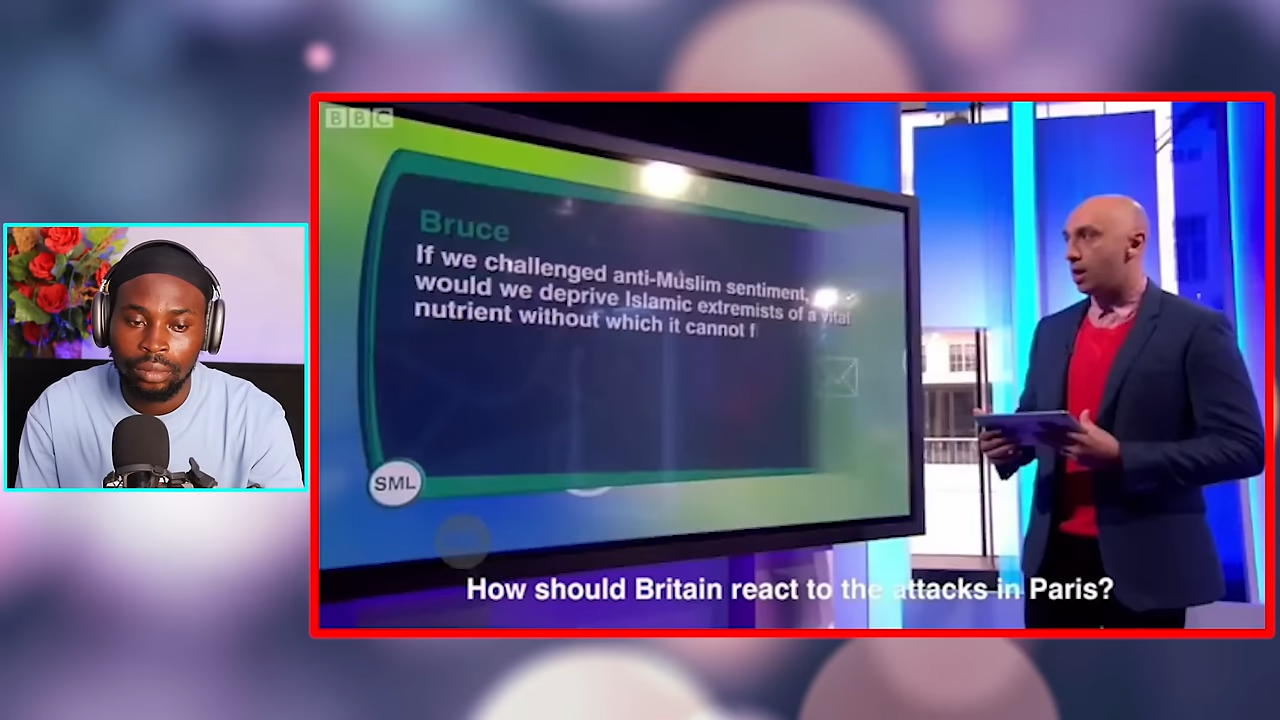 BBC
Bruce
If we challenged anti-Muslim sentiment,
would we deprive Islamic extremists of a vital
nutrient without which it cannot f
SML
How should Britain react to the attacks in Paris?